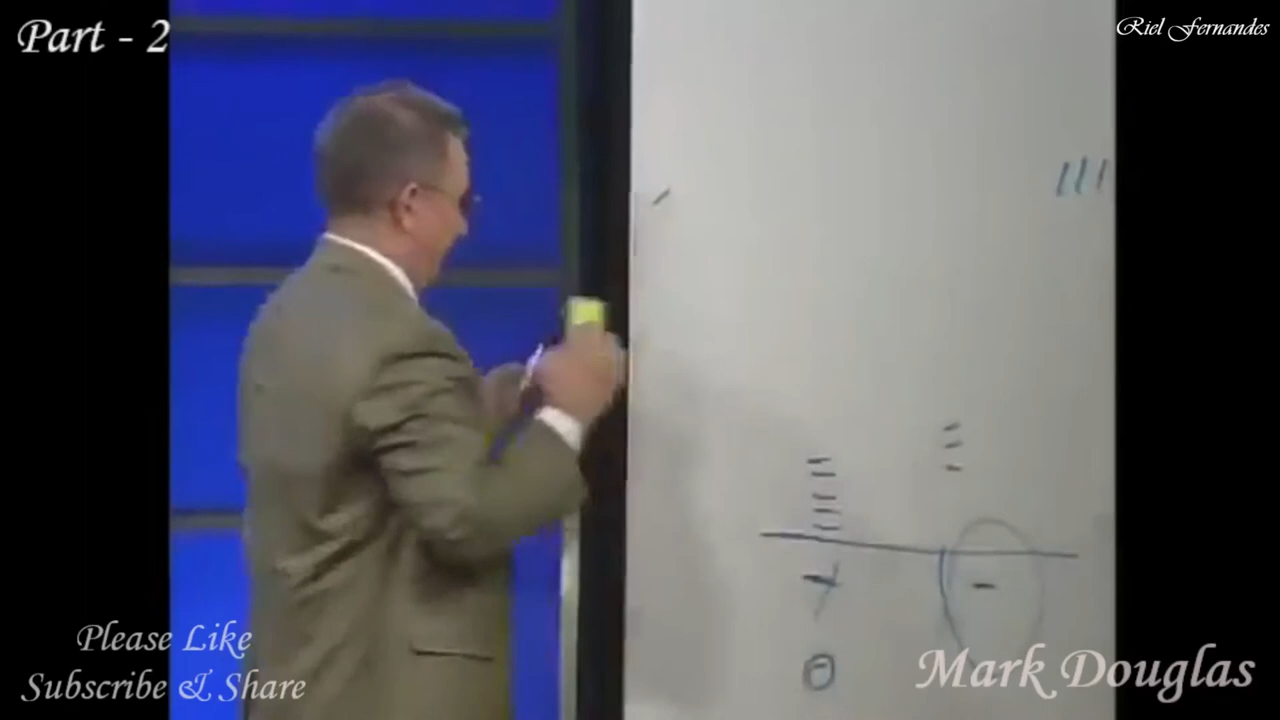 Part - 2
Riel Fernandes
Please Like
Subscribe & Share
Mark Douglas